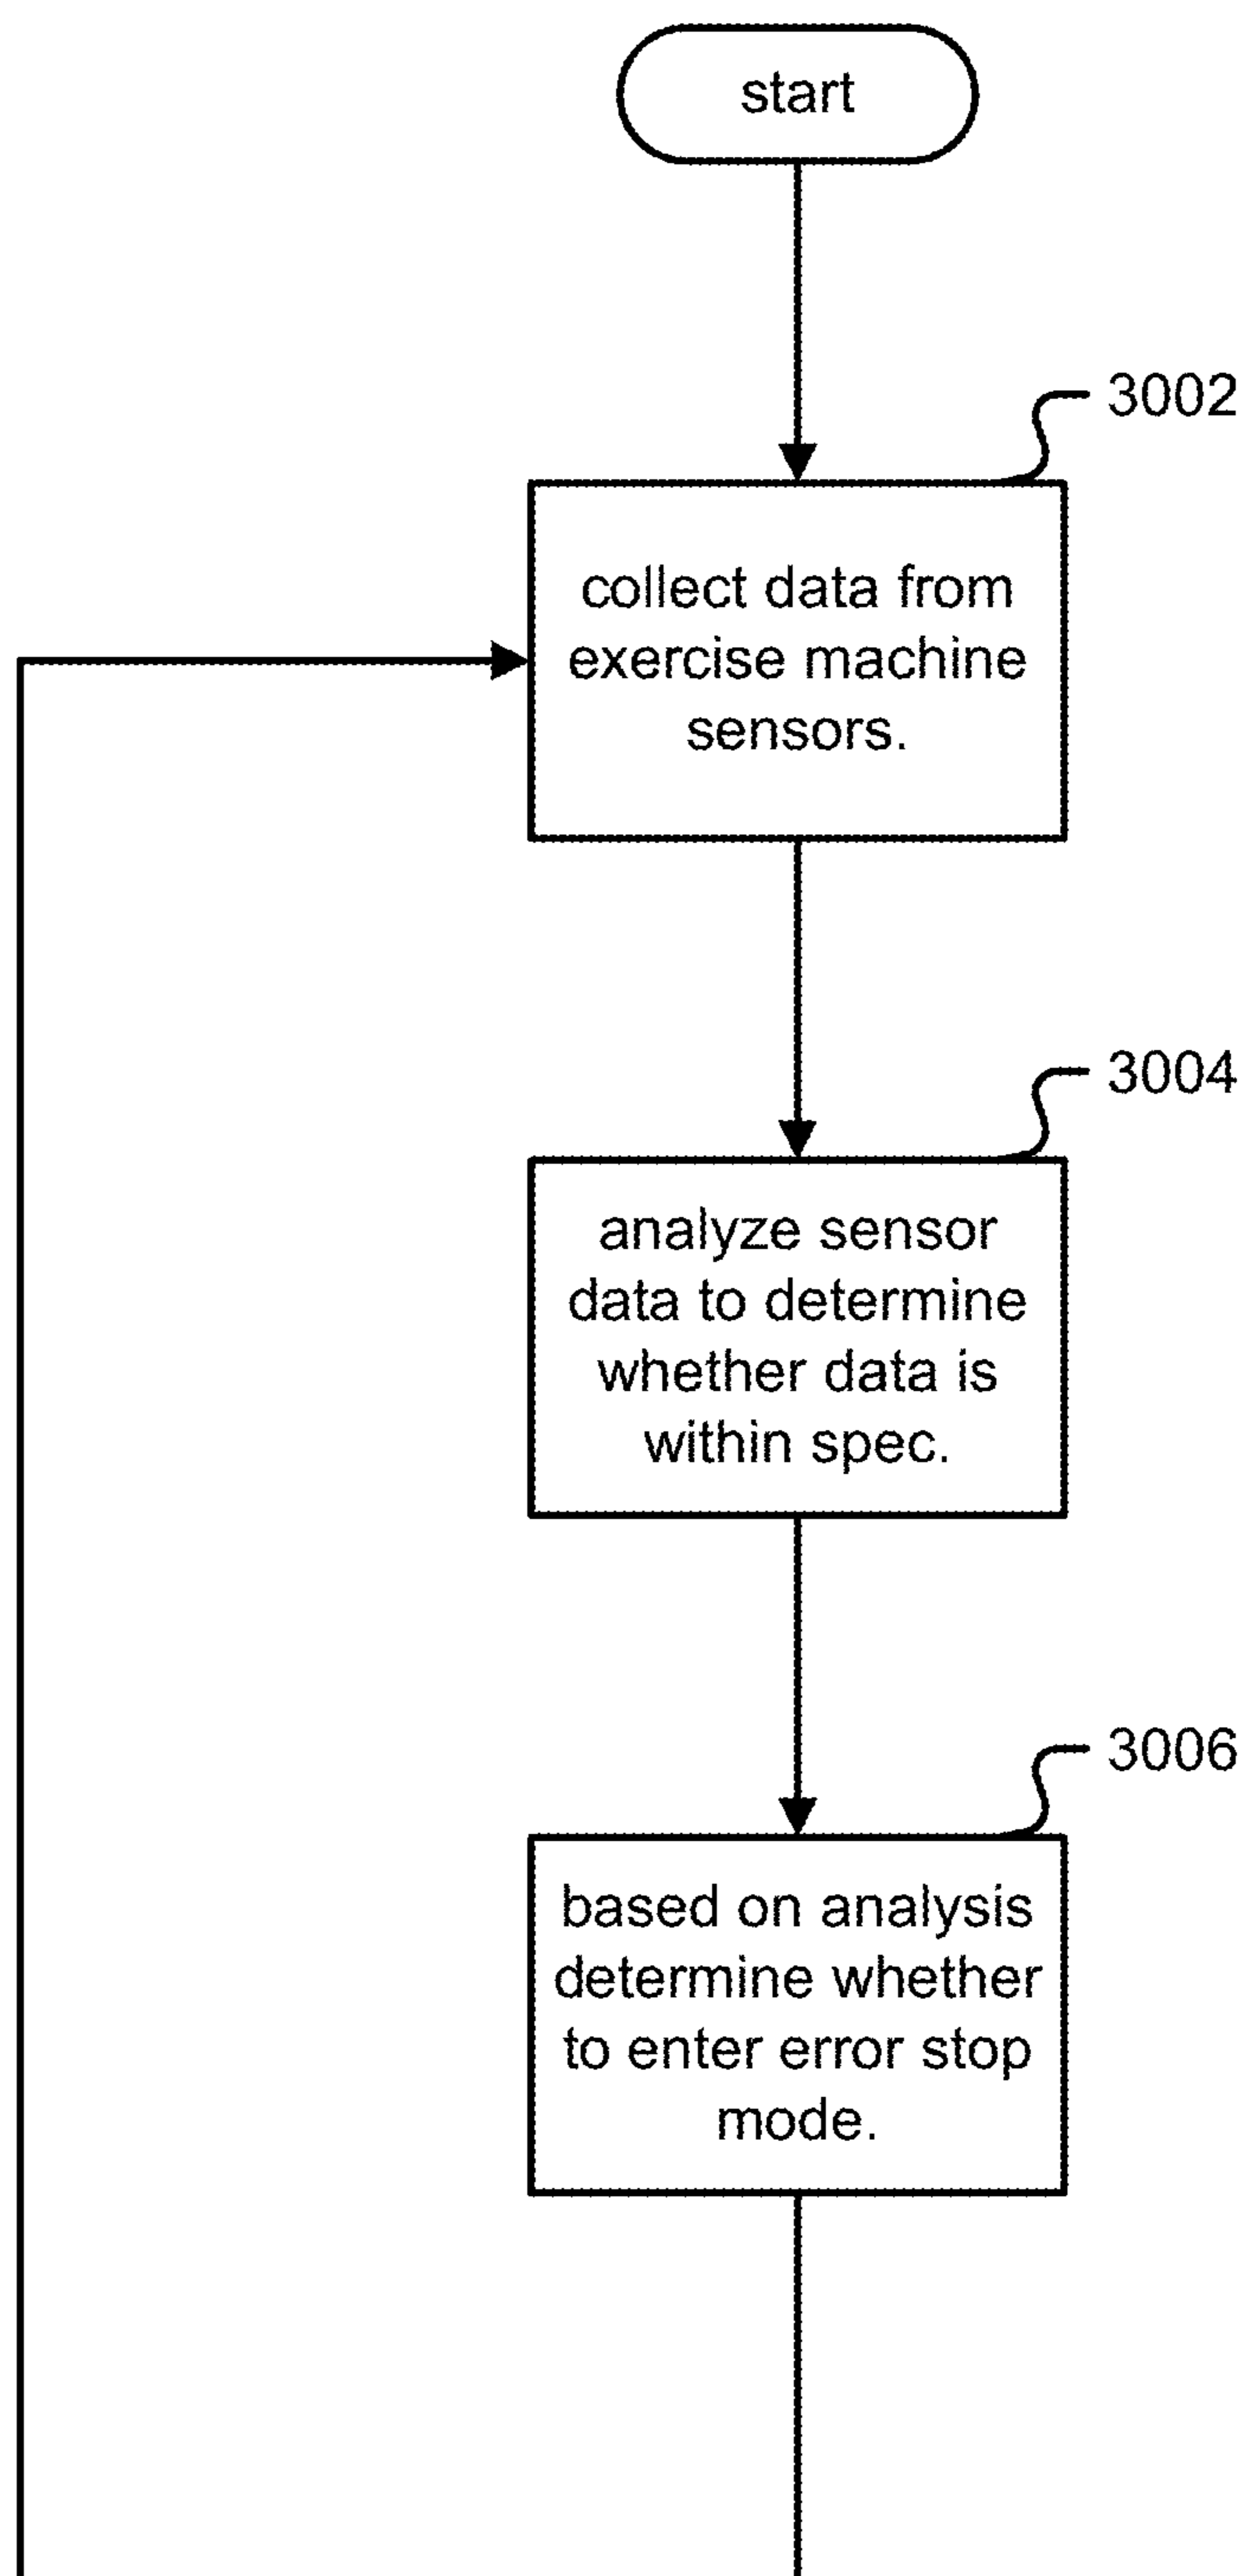 start
3002
collect data from
exercise machine
sensors.
3004
analyze sensor
data to determine
whether data is
within spec.
3006
based on analysis
determine whether
to enter error stop
mode.